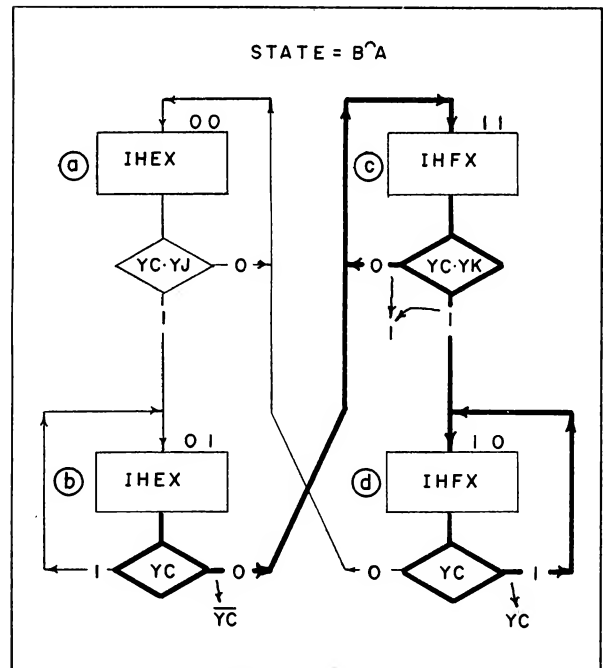 STATE = B⌒A
00
11
ⓐ IHEX
ⓒ IHFX
YC·YJ
0
0
YC·YK
1
1
1
01
10
ⓑ IHEX
ⓓ IHFX
1
YC
0
0
YC
1
Y̅C̅
YC